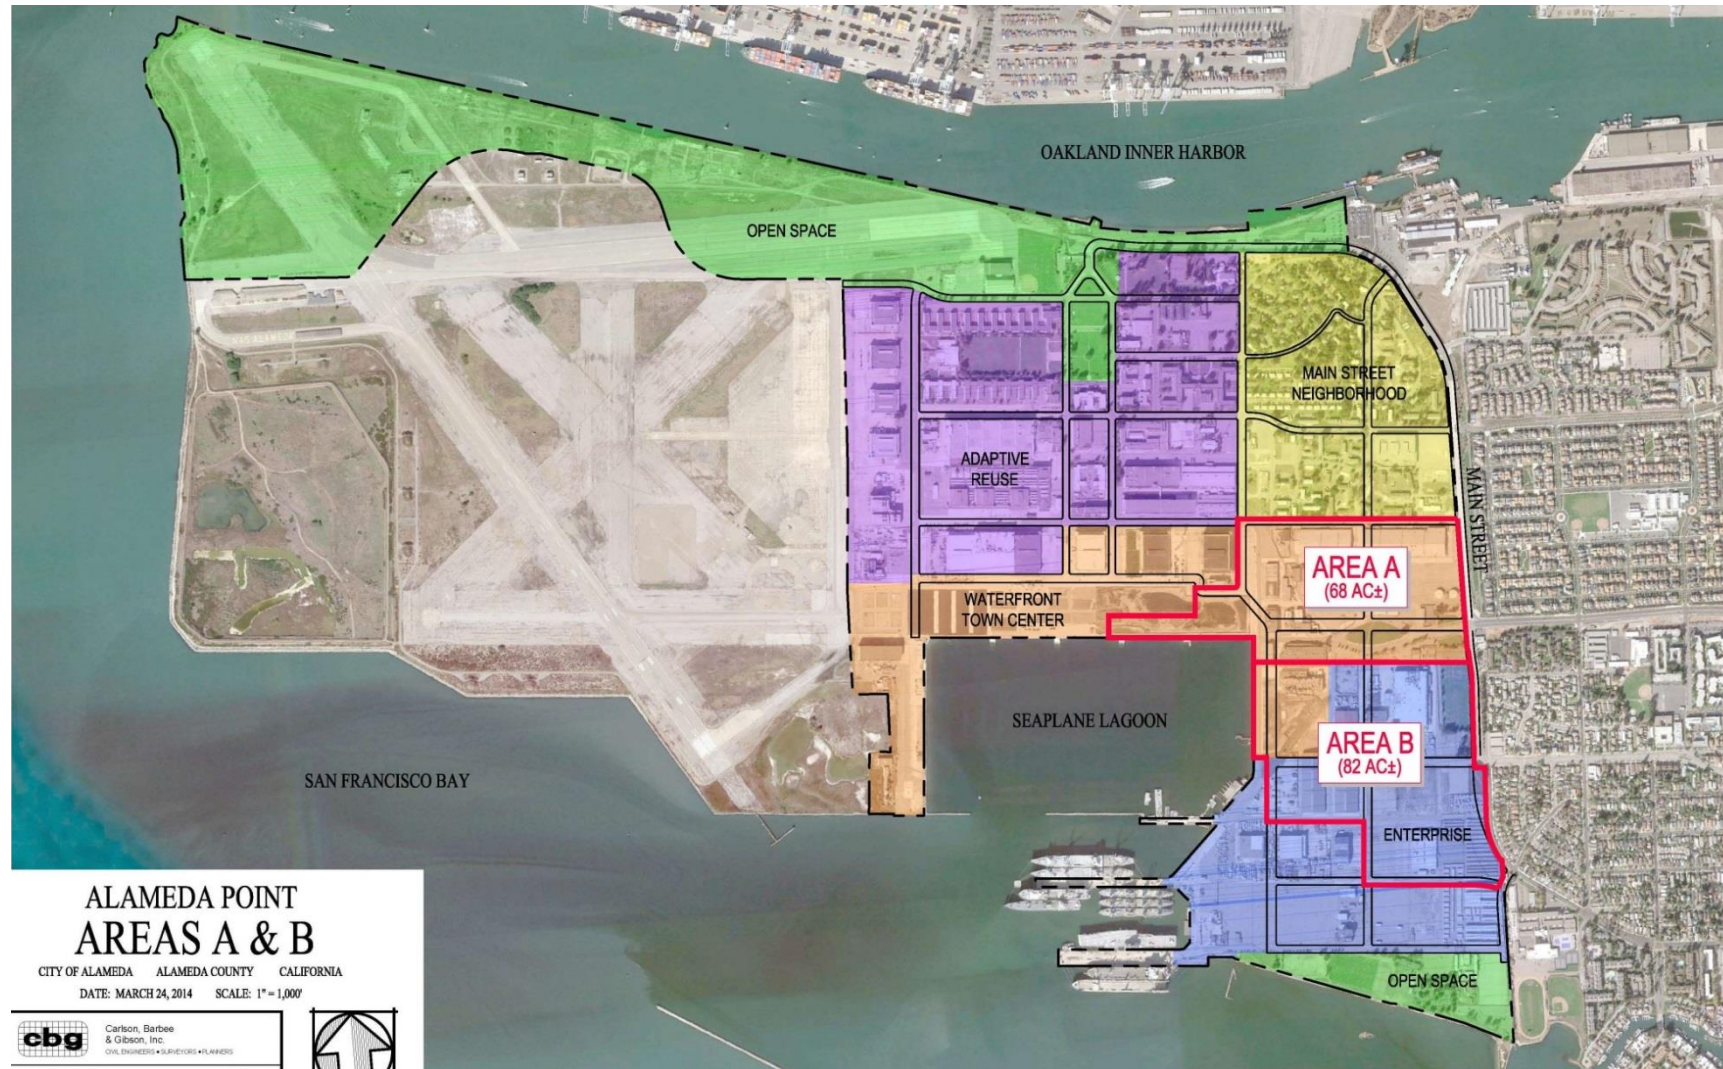 OAKLAND INNER HARBOR
OPEN SPACE
MAIN STREET
NEIGHBORHOOD
ADAPTIVE
REUSE
MAIN STREET
AREA A
(68 AC±)
WATERFRONT
TOWN CENTER
SEAPLANE LAGOON
AREA B
(82 AC±)
SAN FRANCISCO BAY
ENTERPRISE
OPEN SPACE
ALAMEDA POINT
AREAS A & B
CITY OF ALAMEDA ALAMEDA COUNTY CALIFORNIA
DATE: MARCH 24, 2014 SCALE: 1" = 1,000'
cbg
Carlson, Barbee
& Gibson, Inc.
CIVIL ENGINEERS • SURVEYORS • PLANNERS